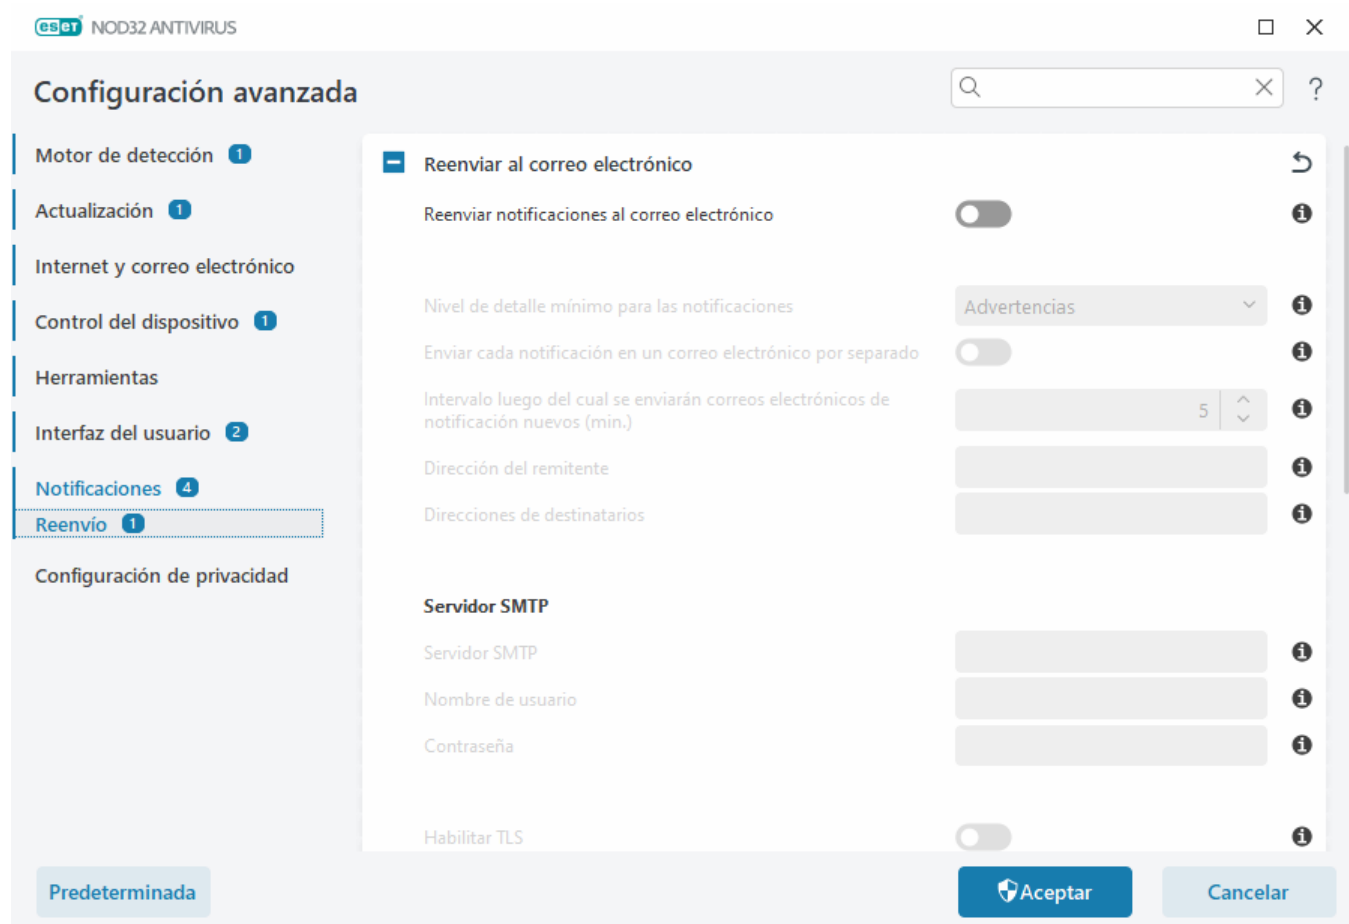 eset NOD32 ANTIVIRUS
Configuración avanzada
?
Motor de detección 1
Actualización 1
Internet y correo electrónico
Control del dispositivo 1
Herramientas
Interfaz del usuario 2
Notificaciones 4
Reenvío 1
Configuración de privacidad
Reenviar al correo electrónico
Reenviar notificaciones al correo electrónico
Nivel de detalle mínimo para las notificaciones
Advertencias
Enviar cada notificación en un correo electrónico por separado
Intervalo luego del cual se enviarán correos electrónicos de
notificación nuevos (min.)
5
Dirección del remitente
Direcciones de destinatarios
Servidor SMTP
Servidor SMTP
Nombre de usuario
Contraseña
Habilitar TLS
Predeterminada
Aceptar
Cancelar